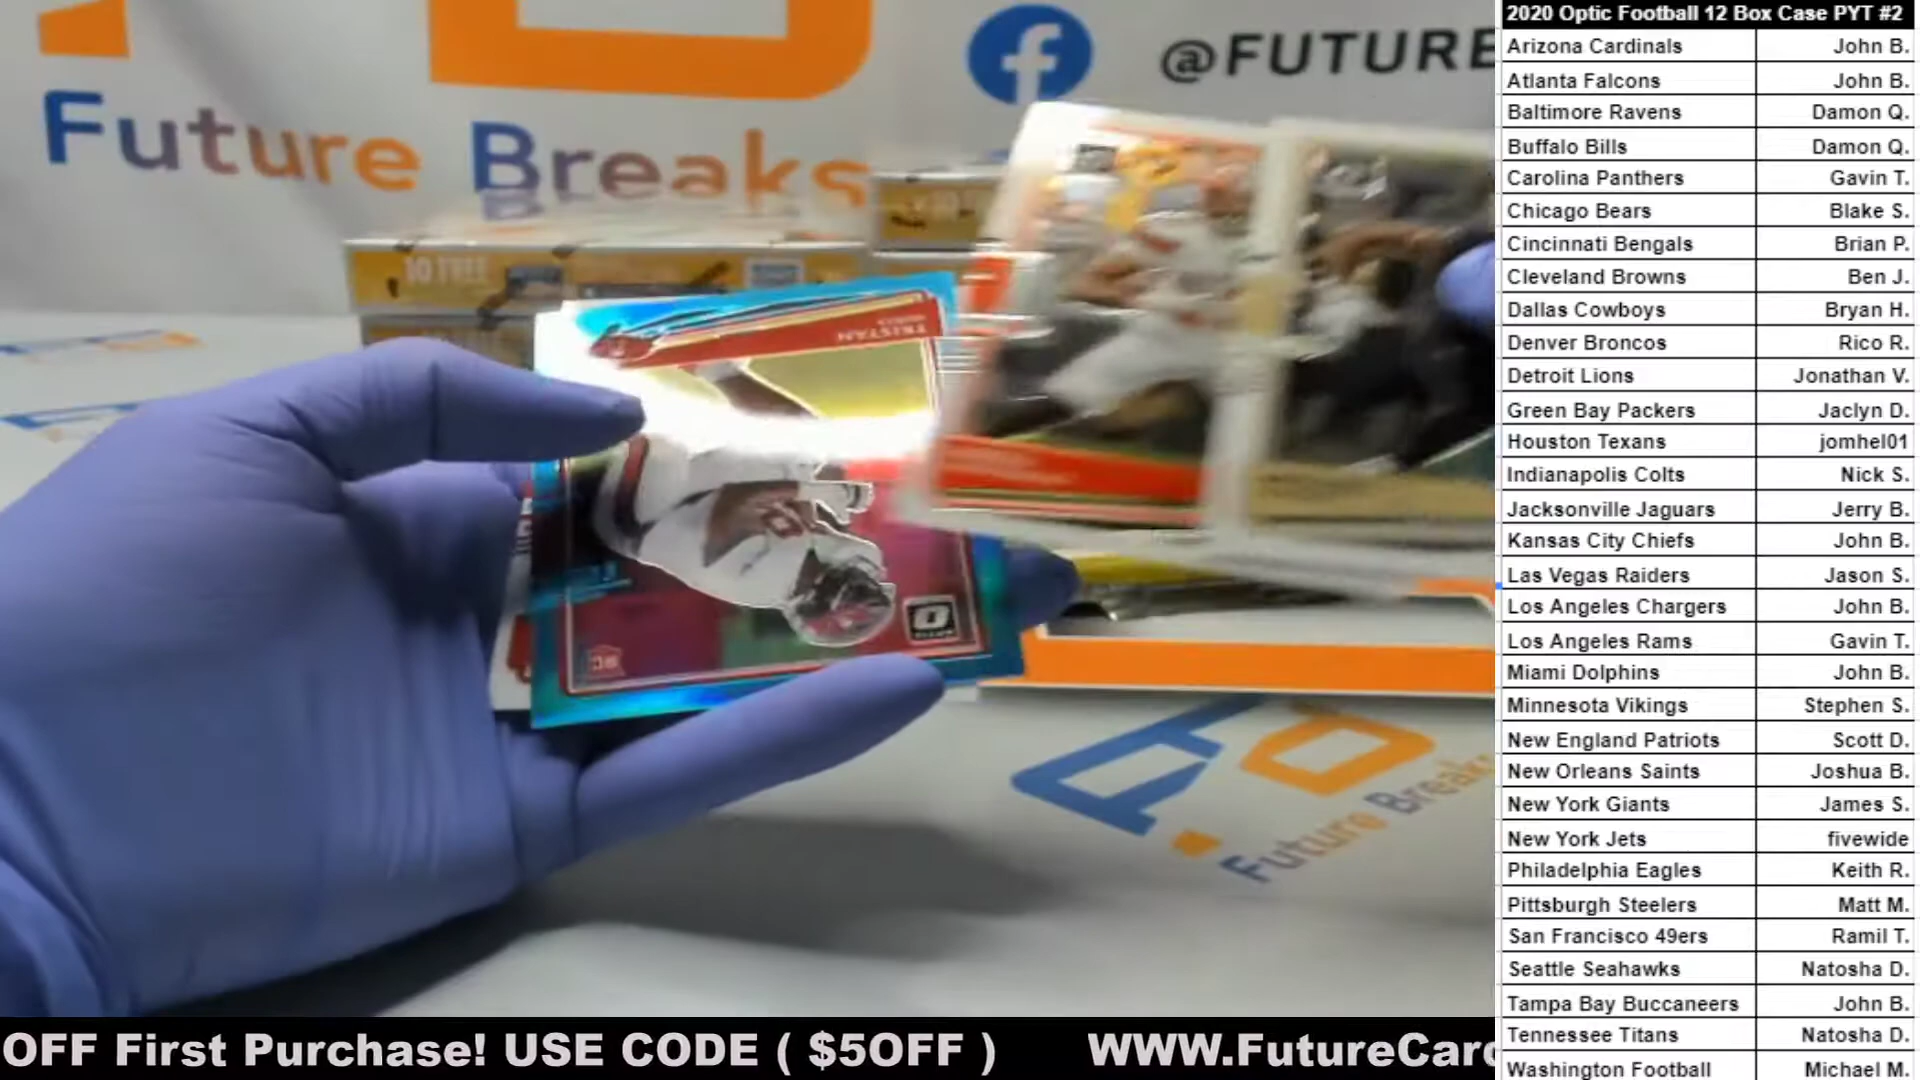 Future Breaks
@FUTURE
10 TREE
TRISTAN
Future Breaks
OFF First Purchase! USE CODE ( $5OFF ) WWW.FutureCard
2020 Optic Football 12 Box Case PYT #2
Arizona Cardinals John B.
Atlanta Falcons John B.
Baltimore Ravens Damon Q.
Buffalo Bills Damon Q.
Carolina Panthers Gavin T.
Chicago Bears Blake S.
Cincinnati Bengals Brian P.
Cleveland Browns Ben J.
Dallas Cowboys Bryan H.
Denver Broncos Rico R.
Detroit Lions Jonathan V.
Green Bay Packers Jaclyn D.
Houston Texans jomhel01
Indianapolis Colts Nick S.
Jacksonville Jaguars Jerry B.
Kansas City Chiefs John B.
Las Vegas Raiders Jason S.
Los Angeles Chargers John B.
Los Angeles Rams Gavin T.
Miami Dolphins John B.
Minnesota Vikings Stephen S.
New England Patriots Scott D.
New Orleans Saints Joshua B.
New York Giants James S.
New York Jets fivewide
Philadelphia Eagles Keith R.
Pittsburgh Steelers Matt M.
San Francisco 49ers Ramil T.
Seattle Seahawks Natosha D.
Tampa Bay Buccaneers John B.
Tennessee Titans Natosha D.
Washington Football Michael M.